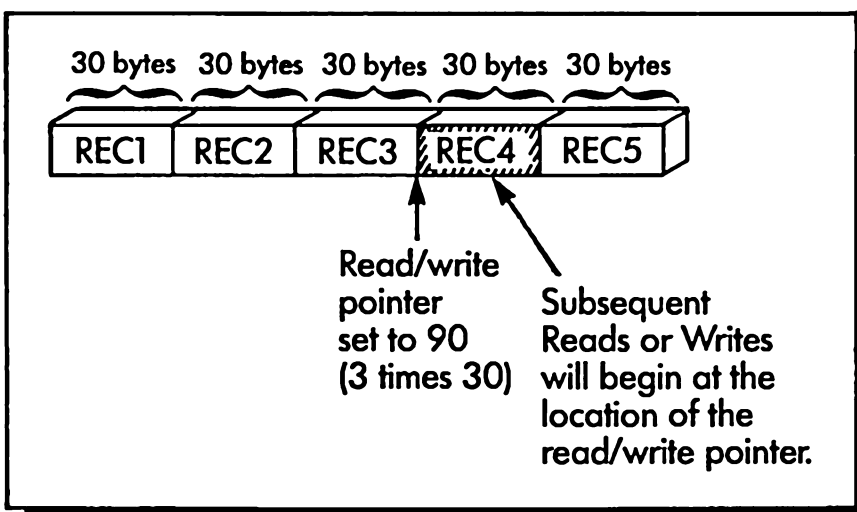 30 bytes 30 bytes 30 bytes 30 bytes 30 bytes
REC1 REC2 REC3 REC4 REC5
Read/write
pointer
set to 90
(3 times 30)
Subsequent
Reads or Writes
will begin at the
location of the
read/write pointer.